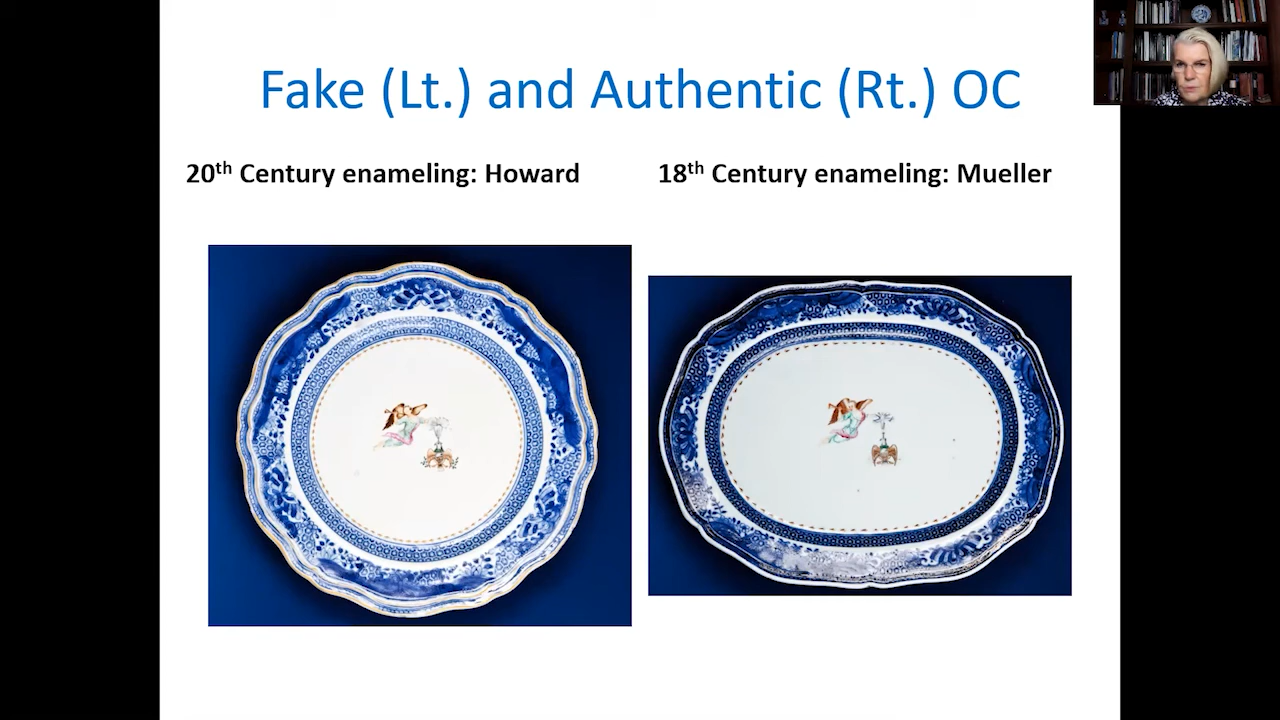 Fake (Lt.) and Authentic (Rt.) OC
20th Century enameling: Howard
18th Century enameling: Mueller